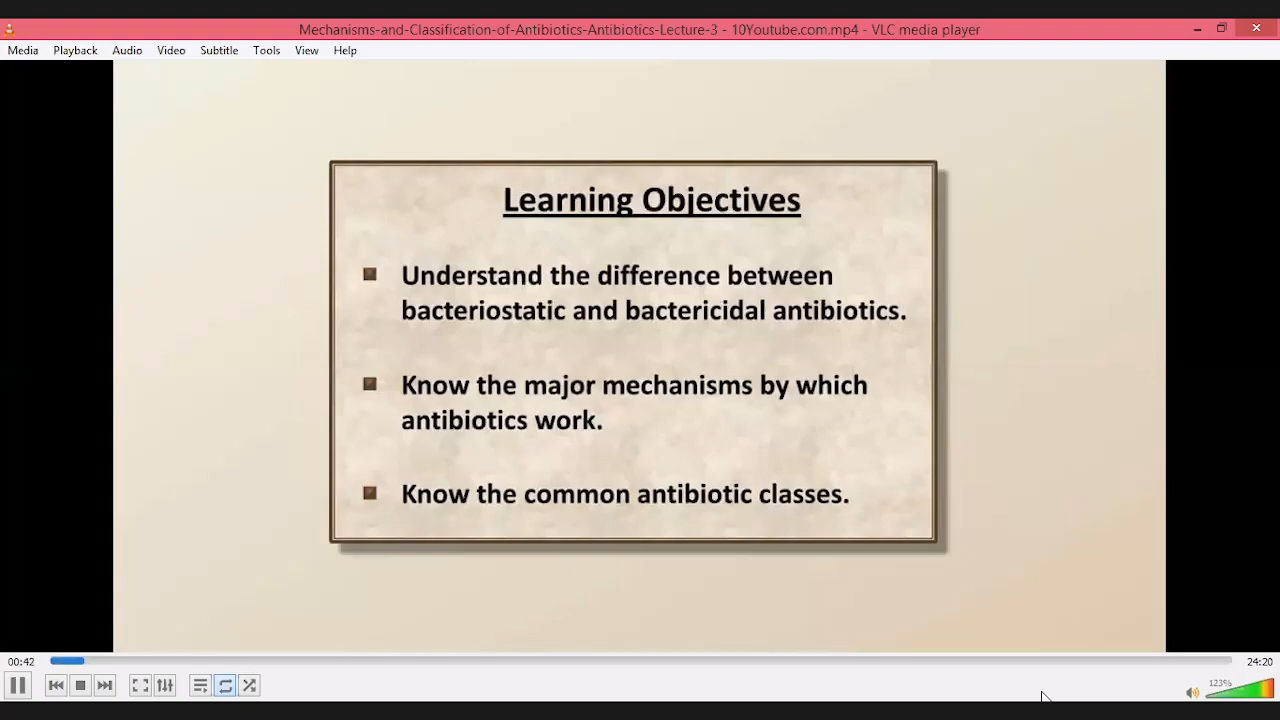 Mechanisms-and-Classification-of-Antibiotics-Antibiotics-Lecture-3 - 10Youtube.com.mp4 - VLC media player
Media Playback Audio Video Subtitle Tools View Help
Learning Objectives
Understand the difference between
bacteriostatic and bactericidal antibiotics.
Know the major mechanisms by which
antibiotics work.
Know the common antibiotic classes.
00:42 24:20
123%